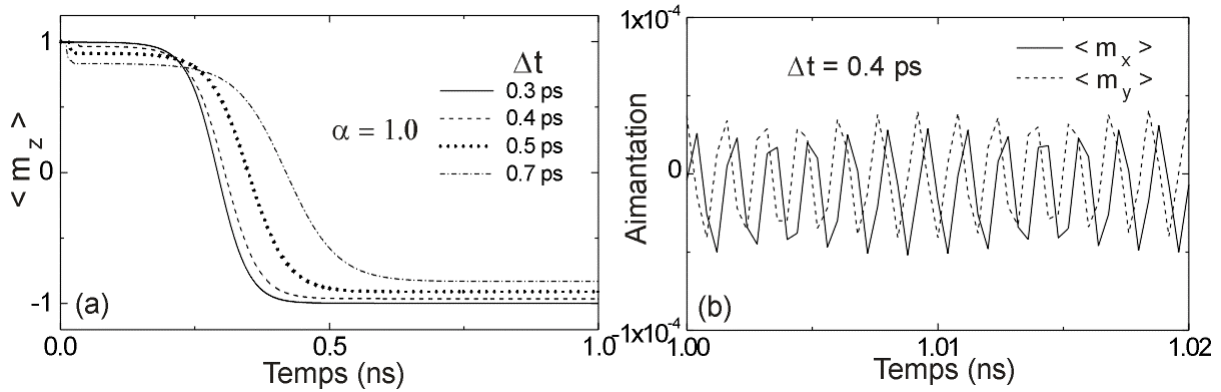 1
0
-1
< m z >
(a)
α = 1.0
Δt
0.3 ps
0.4 ps
0.5 ps
0.7 ps
0.0
0.5
1.0
Temps (ns)
1x10⁻⁴
0
-1x10⁻⁴
Aimantation
(b)
Δt = 0.4 ps
< m x >
< m y >
1.00
1.01
1.02
Temps (ns)